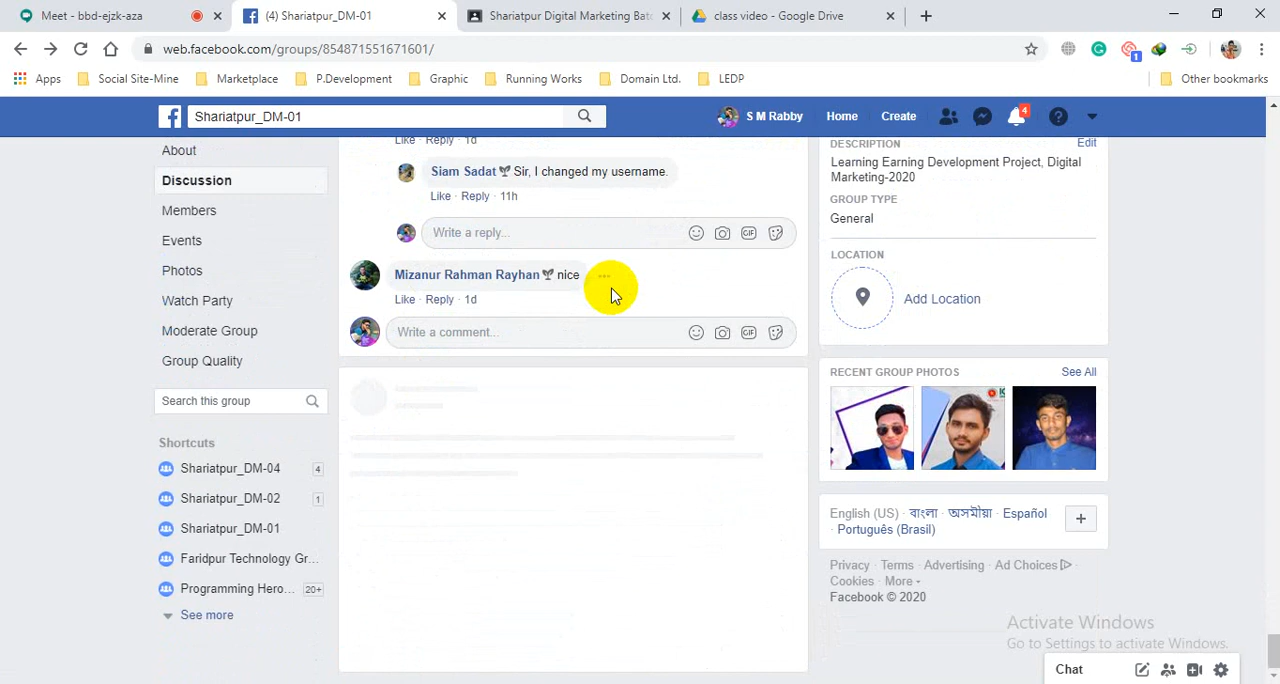 Meet - bbd-ejzk-aza
(4) Shariatpur_DM-01
Shariatpur Digital Marketing Batc
class video - Google Drive
web.facebook.com/groups/854871551671601/
1
Apps
Social Site-Mine
Marketplace
P.Development
Graphic
Running Works
Domain Ltd.
LEDP
Other bookmarks
Shariatpur_DM-01
S M Rabby
Home
Create
4
About
Discussion
Members
Events
Photos
Watch Party
Moderate Group
Group Quality
Search this group
Shortcuts
Shariatpur_DM-04 4
Shariatpur_DM-02 1
Shariatpur_DM-01
Faridpur Technology Gr...
Programming Hero... 20+
See more
Like · Reply · 1d
Siam Sadat Sir, I changed my username.
Like · Reply · 11h
Write a reply...
GIF
Mizanur Rahman Rayhan nice
Like · Reply · 1d
Write a comment...
GIF
DESCRIPTION
Edit
Learning Earning Development Project, Digital
Marketing-2020
GROUP TYPE
General
LOCATION
Add Location
RECENT GROUP PHOTOS
See All
English (US) · বাংলা · অসমীয়া · Español
· Português (Brasil)
Privacy · Terms · Advertising · Ad Choices ·
Cookies · More
Facebook © 2020
Activate Windows
Go to Settings to activate Windows.
Chat